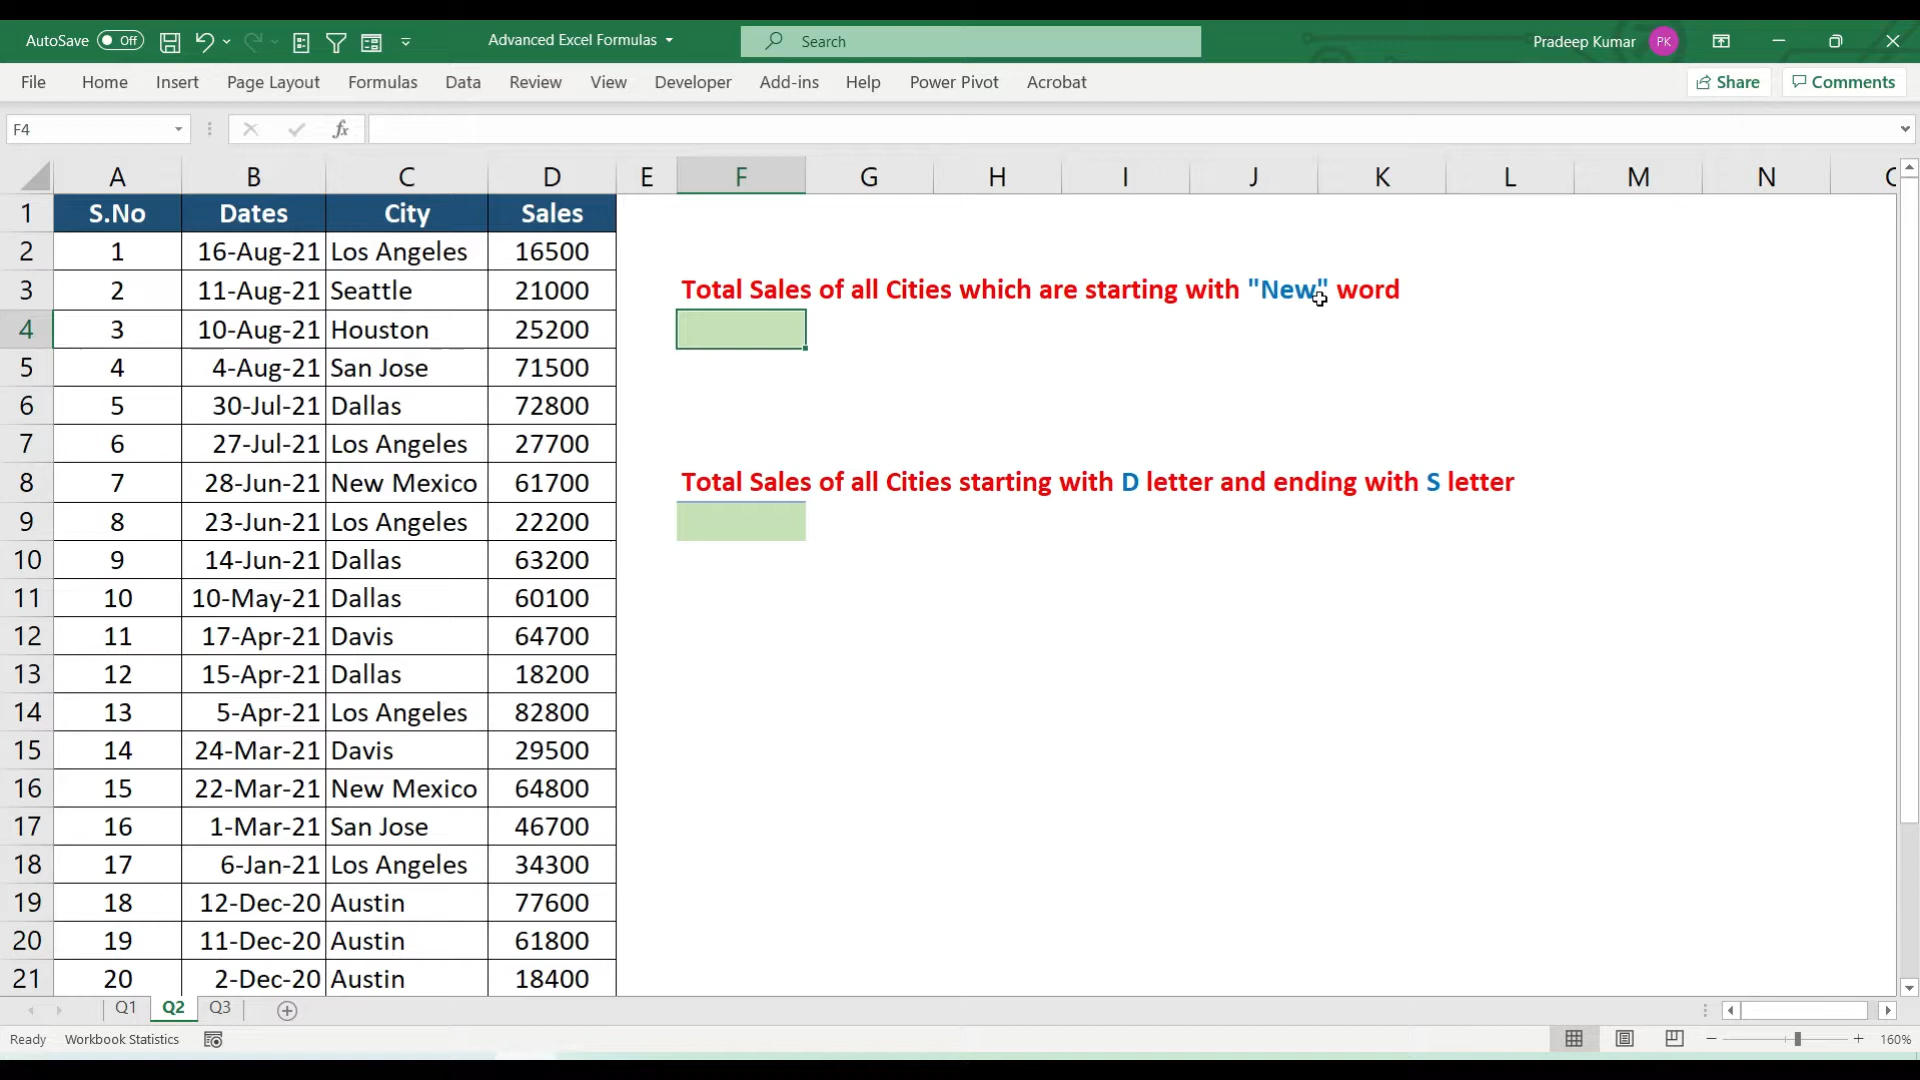 AutoSave Off Advanced Excel Formulas Search Pradeep Kumar PK
File Home Insert Page Layout Formulas Data Review View Developer Add-ins Help Power Pivot Acrobat Share Comments
F4 fx
A B C D E F G H I J K L M N
1 S.No Dates City Sales
2 1 16-Aug-21 Los Angeles 16500
3 2 11-Aug-21 Seattle 21000 Total Sales of all Cities which are starting with "New" word
4 3 10-Aug-21 Houston 25200
5 4 4-Aug-21 San Jose 71500
6 5 30-Jul-21 Dallas 72800
7 6 27-Jul-21 Los Angeles 27700
8 7 28-Jun-21 New Mexico 61700 Total Sales of all Cities starting with D letter and ending with S letter
9 8 23-Jun-21 Los Angeles 22200
10 9 14-Jun-21 Dallas 63200
11 10 10-May-21 Dallas 60100
12 11 17-Apr-21 Davis 64700
13 12 15-Apr-21 Dallas 18200
14 13 5-Apr-21 Los Angeles 82800
15 14 24-Mar-21 Davis 29500
16 15 22-Mar-21 New Mexico 64800
17 16 1-Mar-21 San Jose 46700
18 17 6-Jan-21 Los Angeles 34300
19 18 12-Dec-20 Austin 77600
20 19 11-Dec-20 Austin 61800
21 20 2-Dec-20 Austin 18400
Q1 Q2 Q3
Ready Workbook Statistics 160%